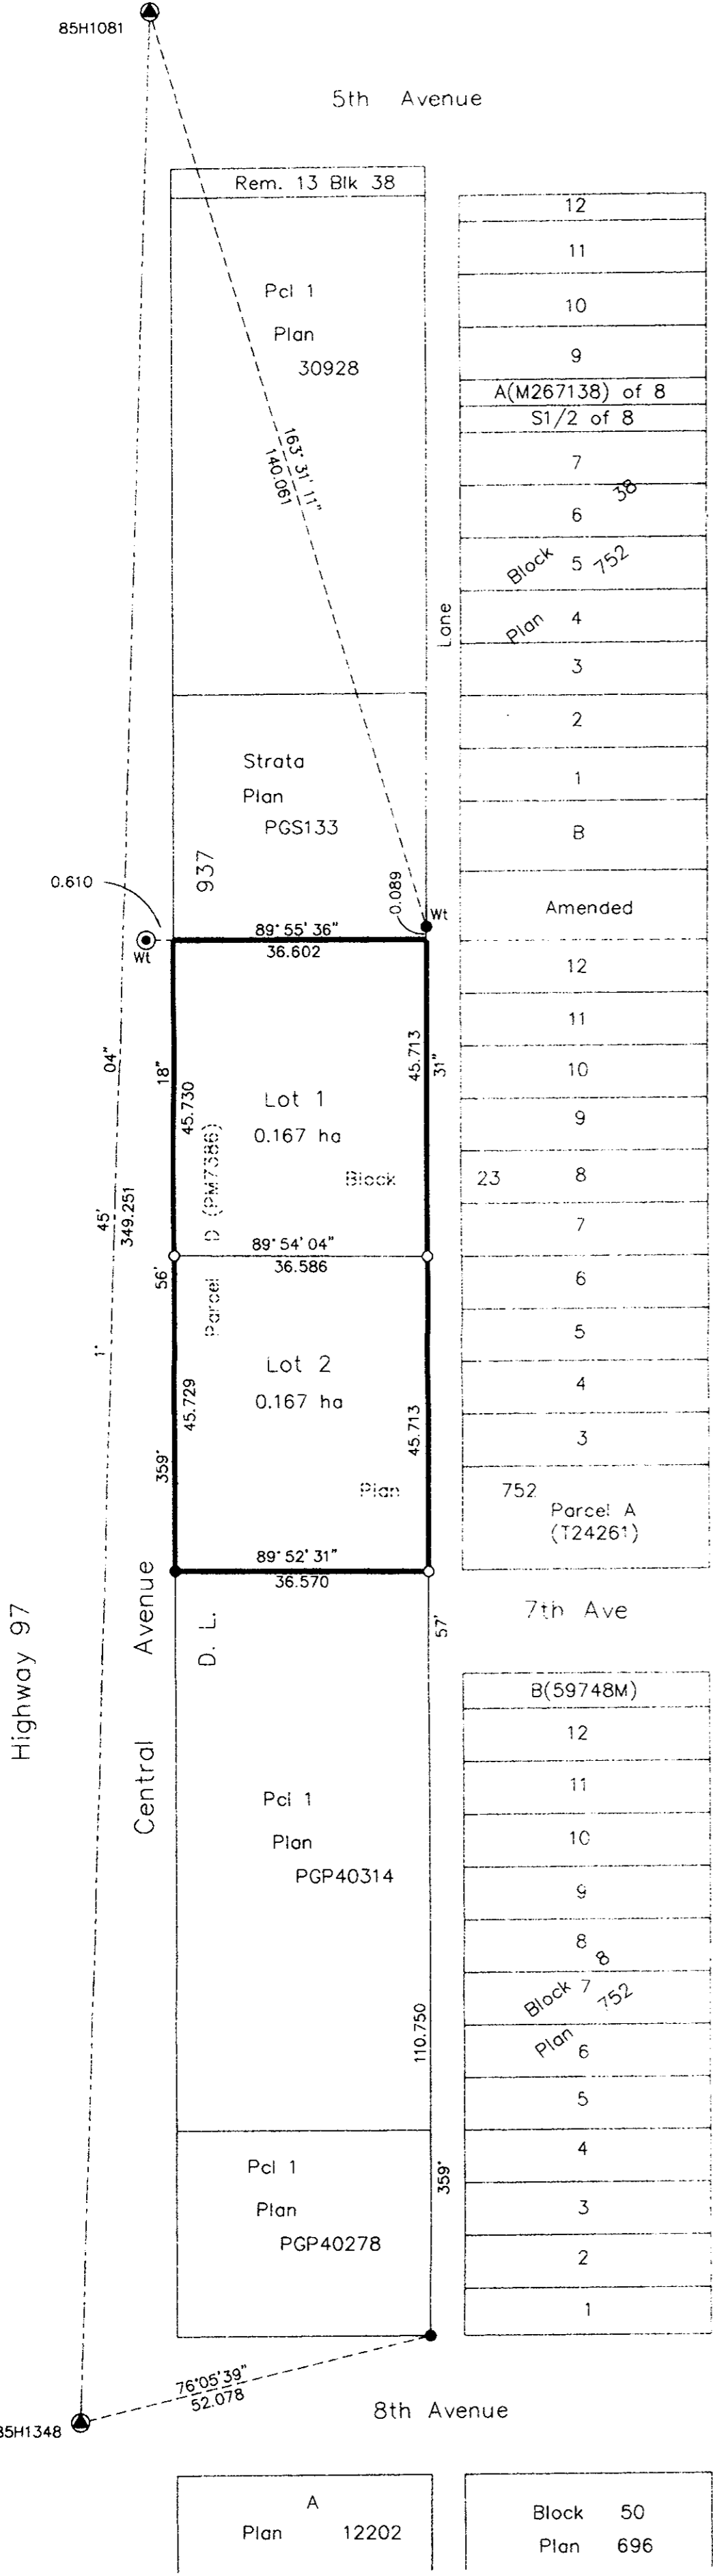 85H1081
5th Avenue
Rem. 13 Blk 38
Pcl 1
Plan
30928
163° 31' 11"
140.061
12
11
10
9
A(M267138) of 8
S1/2 of 8
7
38
6
Block 5 752
Plan 4
3
2
1
B
Amended
Lane
Strata
Plan
PGS133
937
0.610
0.089
Wt
Wt
89° 55' 36"
36.602
12
11
10
9
23 8
7
6
5
4
3
752
Parcel A
(T24261)
1° 45' 04"
349.251
359° 56' 18"
45.730
45.713
Lot 1
0.167 ha
Parcel D (PM7386)
Block
89° 54' 04"
36.586
Lot 2
0.167 ha
45.729
45.713
Plan
89° 52' 31"
36.570
7th Ave
Highway 97
Central Avenue
D. L.
359° 57' 31"
110.750
B(59748M)
12
11
10
9
8
8
Block 7 752
Plan 6
5
4
3
2
1
Pcl 1
Plan
PGP40314
Pcl 1
Plan
PGP40278
76°05'39"
52.078
85H1348
8th Avenue
A
Plan 12202
Block 50
Plan 696